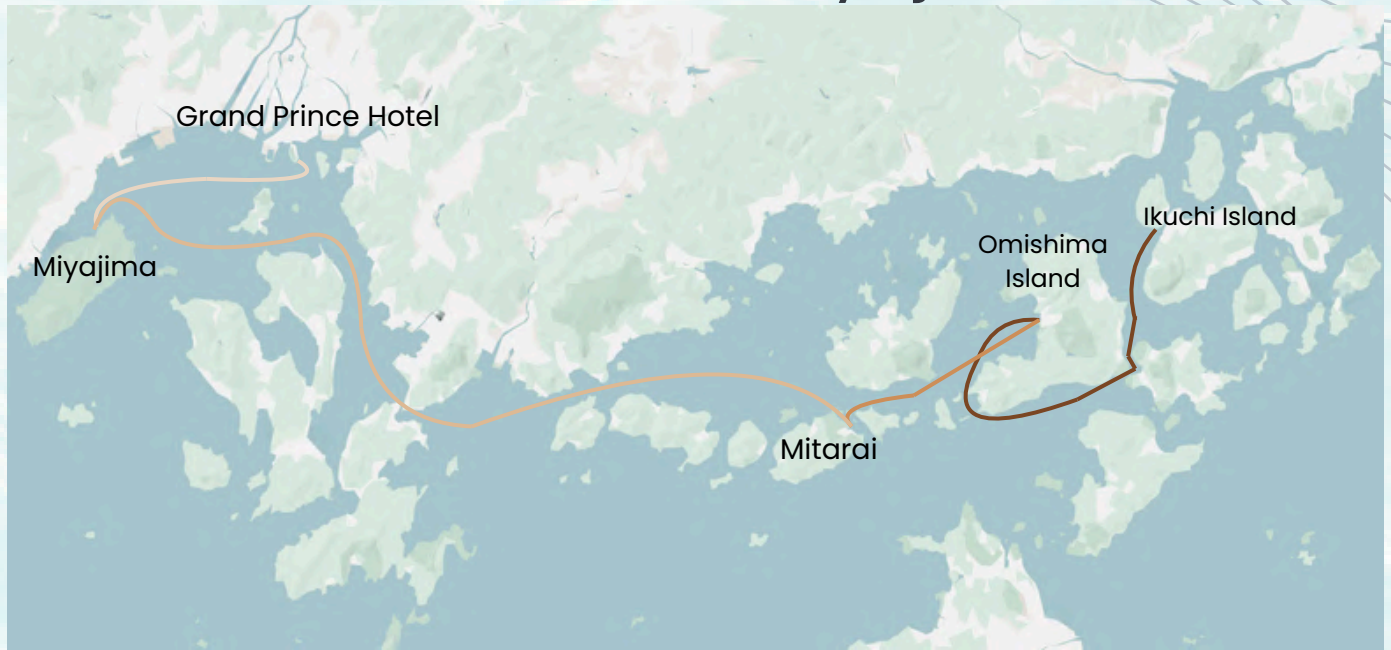 Grand Prince Hotel
Miyajima
Ikuchi Island
Omishima
Island
Mitarai